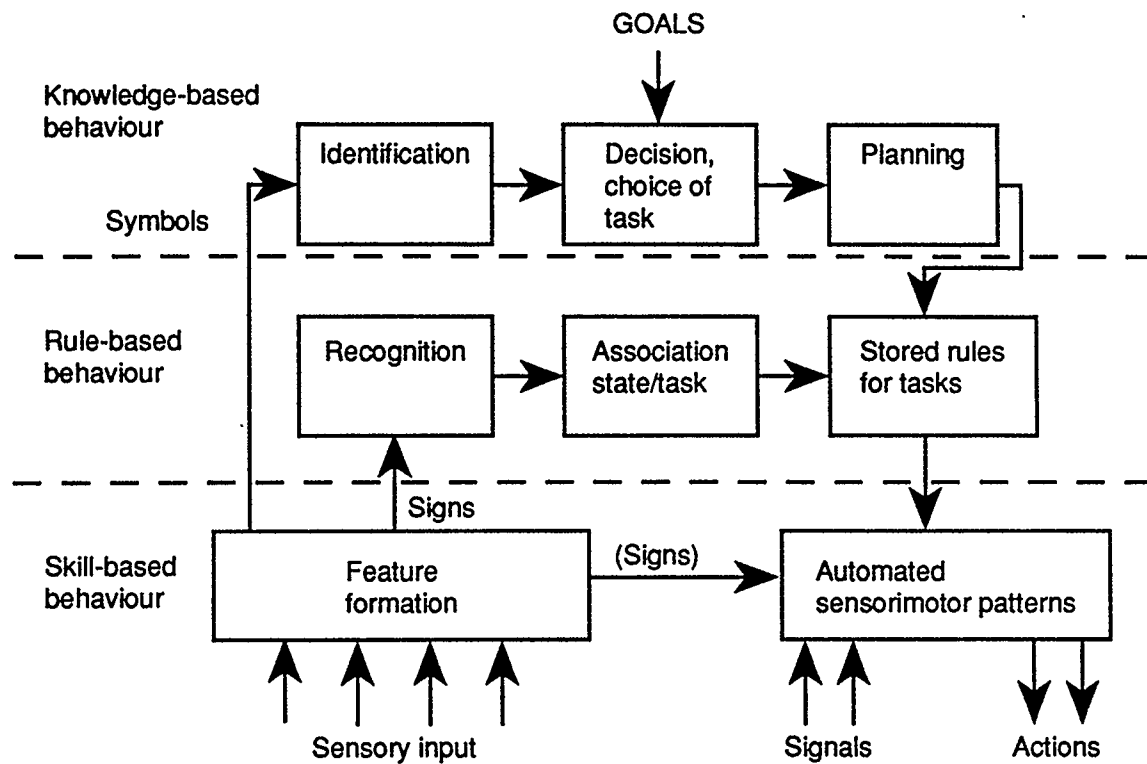 GOALS
Knowledge-based
behaviour
Identification
Decision,
choice of
task
Planning
Symbols
Rule-based
behaviour
Recognition
Association
state/task
Stored rules
for tasks
Signs
Skill-based
behaviour
Feature
formation
(Signs)
Automated
sensorimotor patterns
Sensory input
Signals
Actions